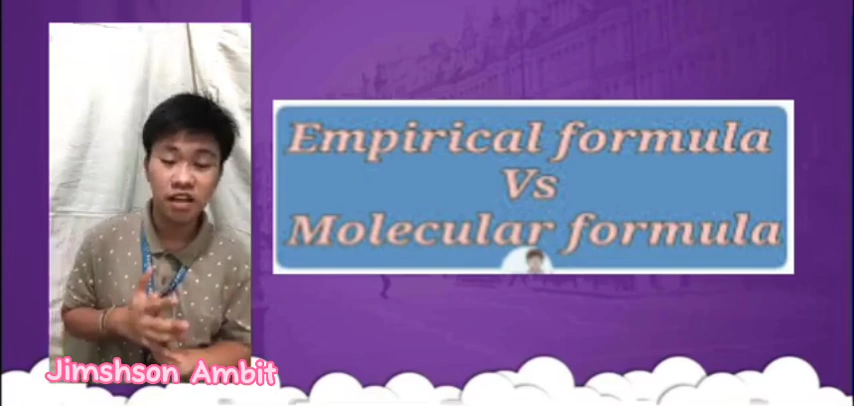 Empirical formula
Vs
Molecular formula
Jimshson Ambit